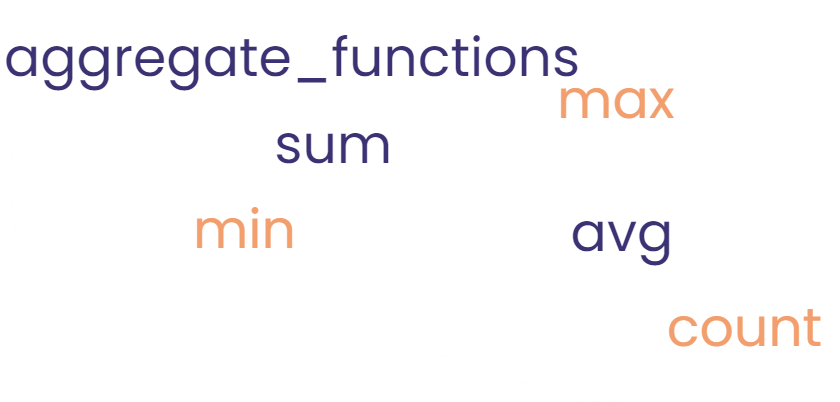 aggregate_functions
max
sum
min
avg
count